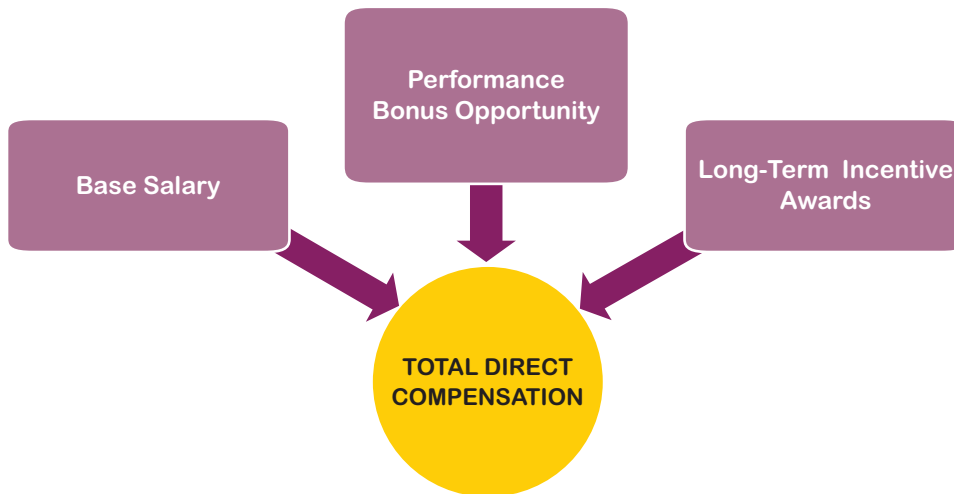 Performance
Bonus Opportunity
Base Salary
Long-Term Incentive
Awards
TOTAL DIRECT
COMPENSATION